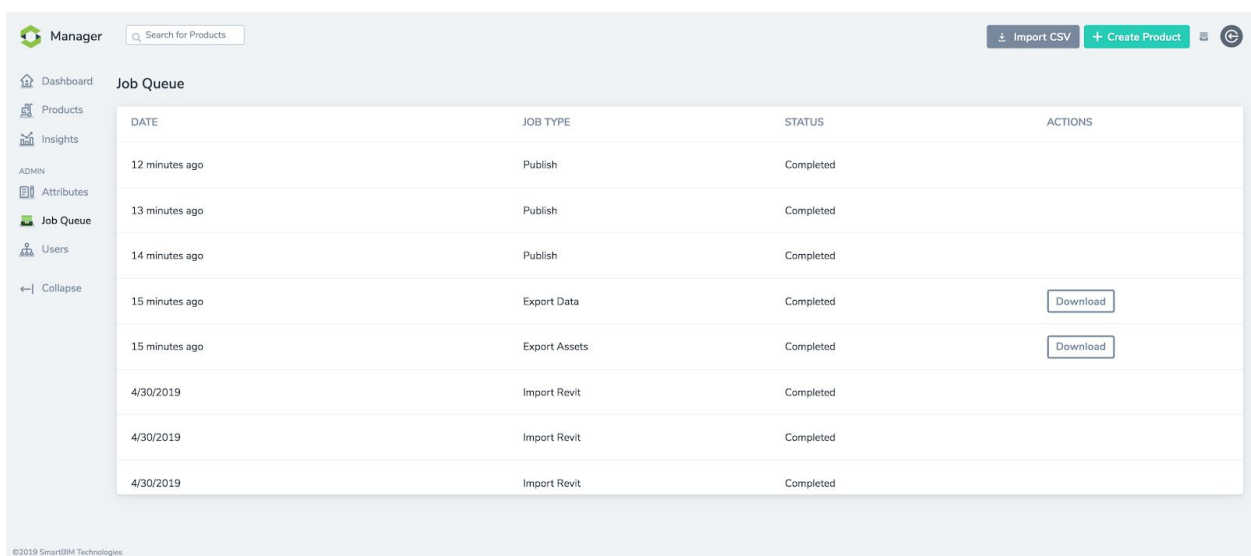 Manager
Search for Products
Import CSV
+ Create Product
Dashboard
Products
Insights
ADMIN
Attributes
Job Queue
Users
Collapse
Job Queue
DATE JOB TYPE STATUS ACTIONS
12 minutes ago Publish Completed
13 minutes ago Publish Completed
14 minutes ago Publish Completed
15 minutes ago Export Data Completed Download
15 minutes ago Export Assets Completed Download
4/30/2019 Import Revit Completed
4/30/2019 Import Revit Completed
4/30/2019 Import Revit Completed
©2019 SmartBIM Technologies